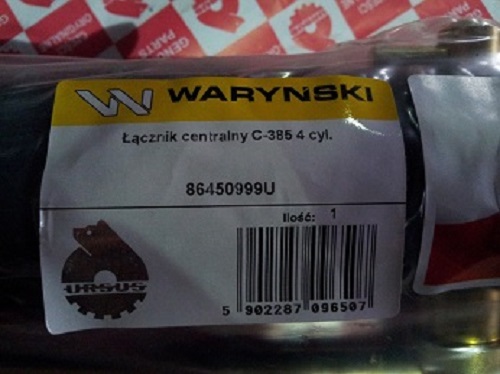 WARYŃSKI
Łącznik centralny C-385 4 cyl.
86450999U
Ilość: 1
URSUS
5 902287 096507